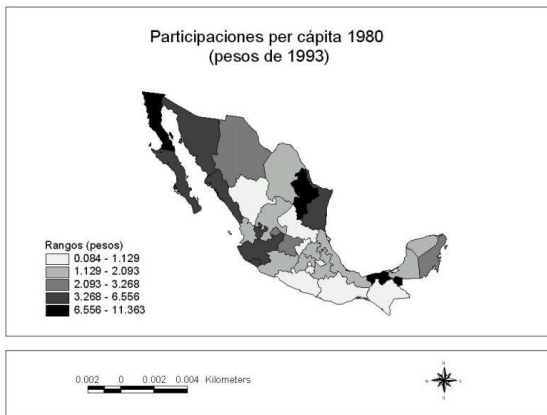 Participaciones per cápita 1980
(pesos de 1993)
Rangos (pesos)
0.084 - 1.129
1.129 - 2.093
2.093 - 3.268
3.268 - 6.556
6.556 - 11.363
0.002 0 0.002 0.004 Kilometers